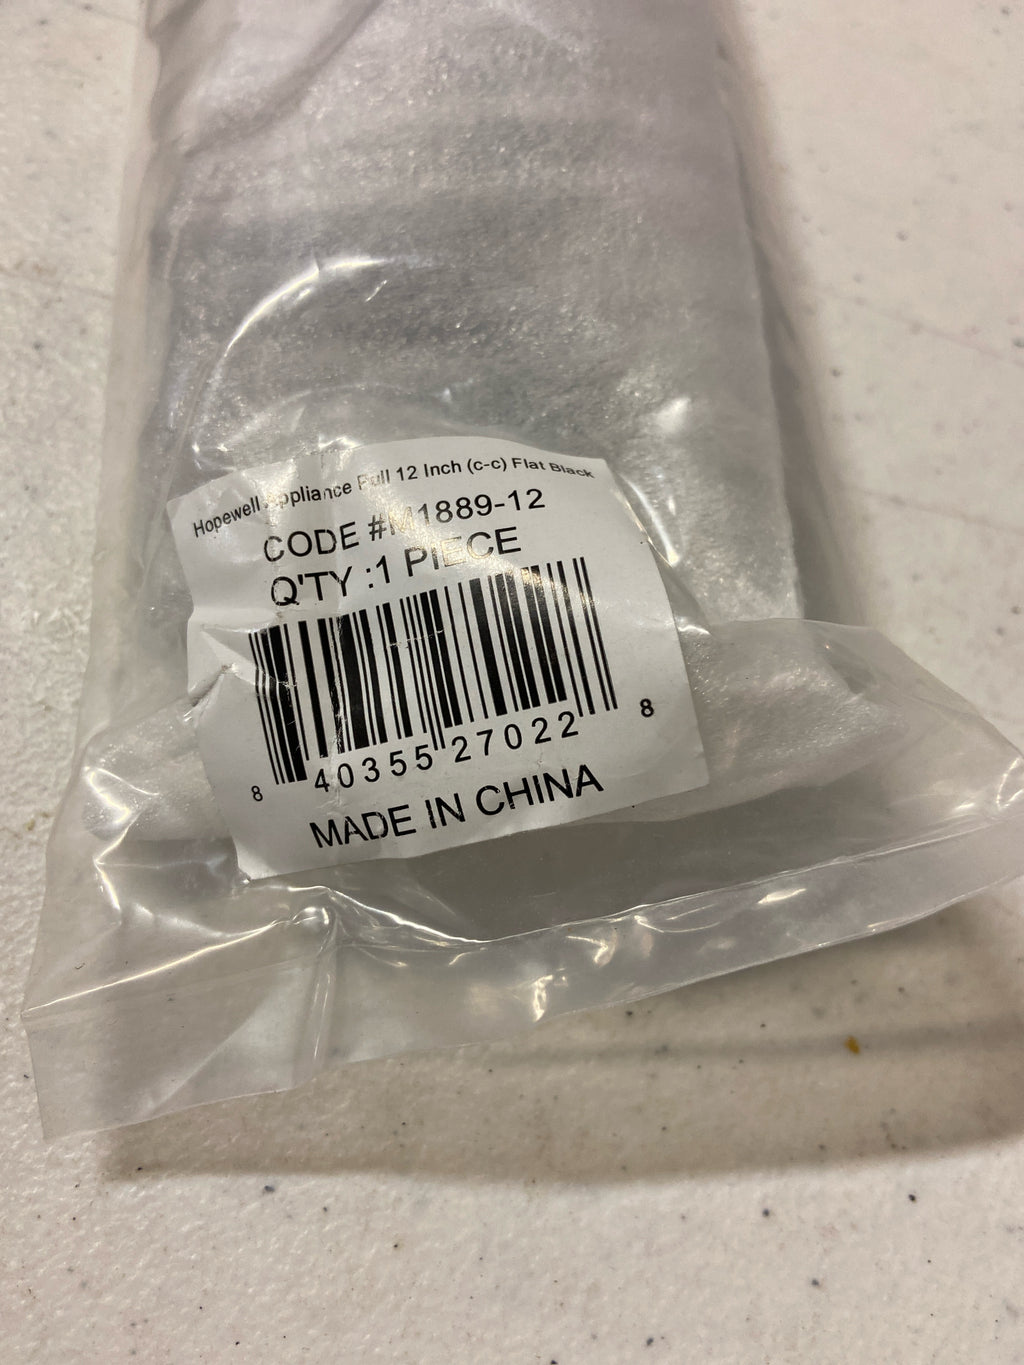 Hopewell Appliance Pull 12 Inch (c-c) Flat Black
CODE #M1889-12
Q'TY :1 PIECE
8 40355 27022 8
MADE IN CHINA